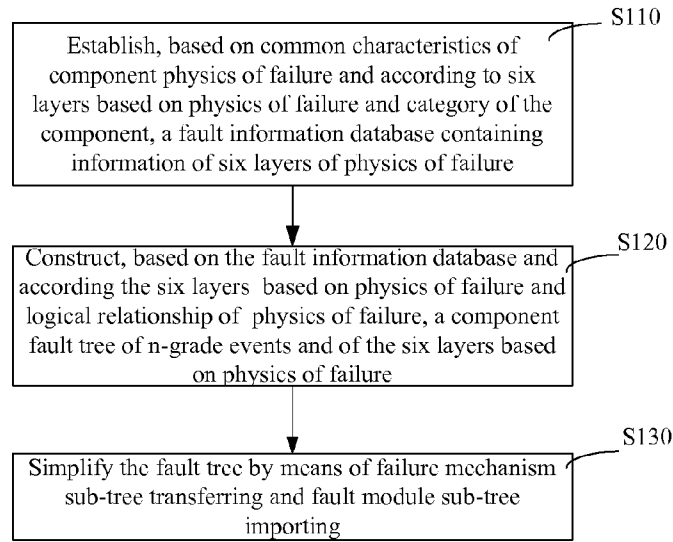 S110
Establish, based on common characteristics of
component physics of failure and according to six
layers based on physics of failure and category of the
component, a fault information database containing
information of six layers of physics of failure
S120
Construct, based on the fault information database and
according the six layers based on physics of failure and
logical relationship of physics of failure, a component
fault tree of n-grade events and of the six layers based
on physics of failure
S130
Simplify the fault tree by means of failure mechanism
sub-tree transferring and fault module sub-tree
importing